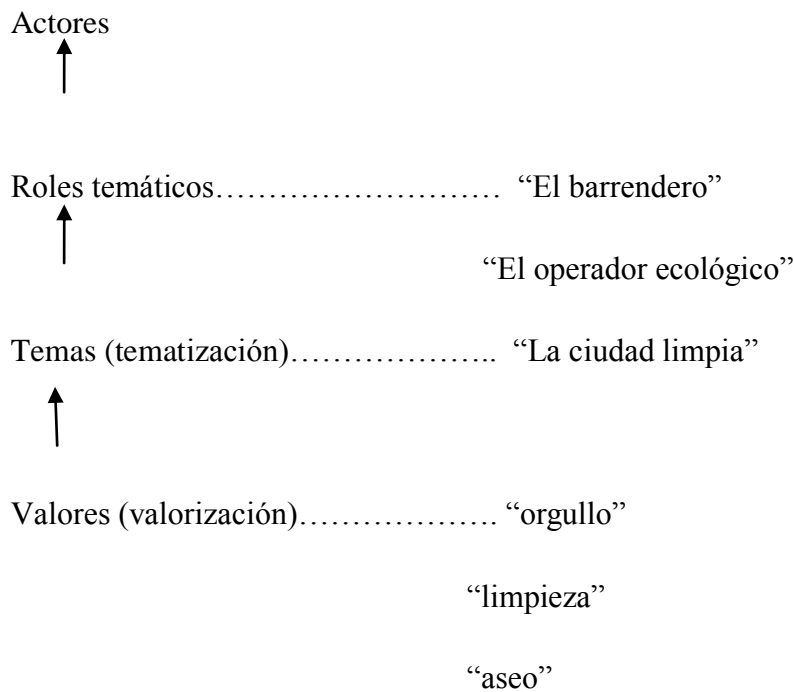 Actores
Roles temáticos……………………… “El barrendero”
“El operador ecológico”
Temas (tematización)……………….. “La ciudad limpia”
Valores (valorización)………………. “orgullo”
“limpieza”
“aseo”